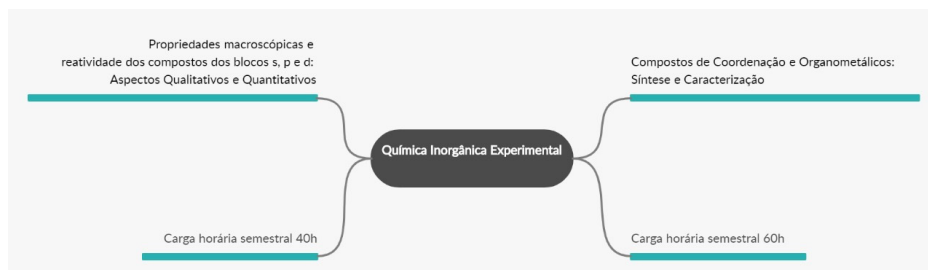 Propriedades macroscópicas e
reatividade dos compostos dos blocos s, p e d:
Aspectos Qualitativos e Quantitativos
Carga horária semestral 40h
Química Inorgânica Experimental
Compostos de Coordenação e Organometálicos:
Síntese e Caracterização
Carga horária semestral 60h